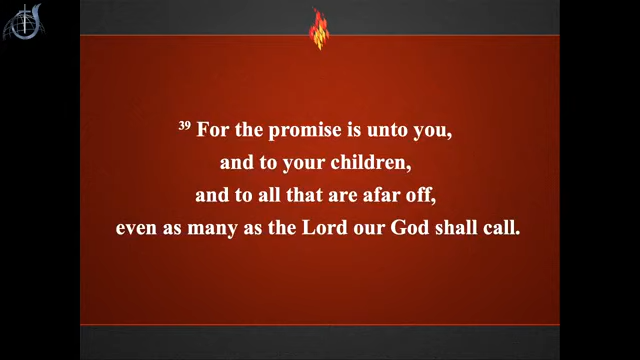 39 For the promise is unto you,
and to your children,
and to all that are afar off,
even as many as the Lord our God shall call.